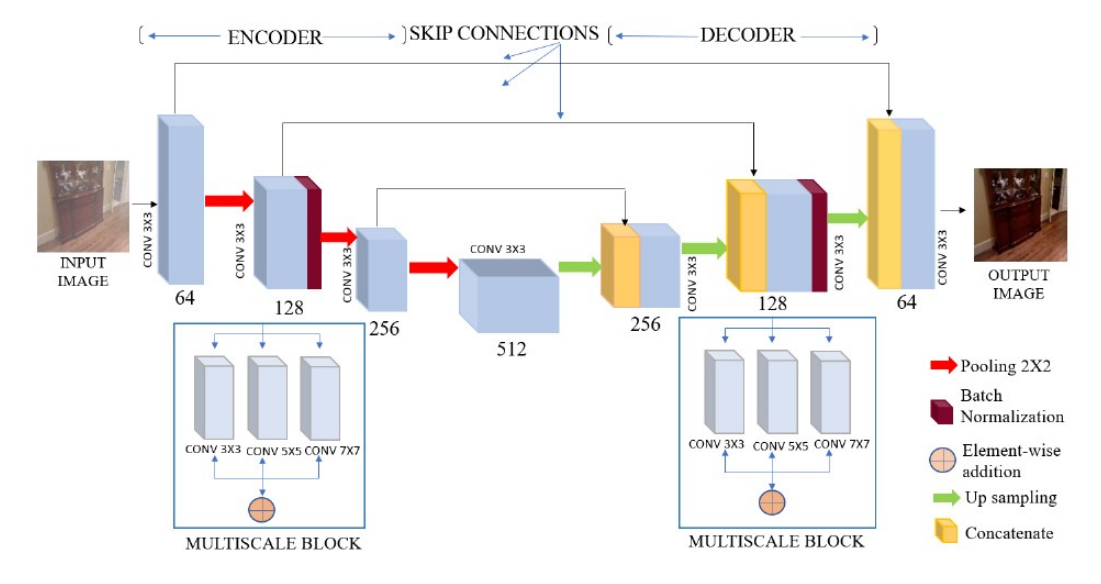 ENCODER
SKIP CONNECTIONS
DECODER
INPUT
IMAGE
CONV 3X3
64
CONV 3X3
128
CONV 3X3
256
CONV 3X3
512
256
CONV 3X3
128
CONV 3X3
64
CONV 3X3
OUTPUT
IMAGE
CONV 3X3
CONV 5X5
CONV 7X7
MULTISCALE BLOCK
CONV 3X3
CONV 5X5
CONV 7X7
MULTISCALE BLOCK
Pooling 2X2
Batch
Normalization
Element-wise
addition
Up sampling
Concatenate